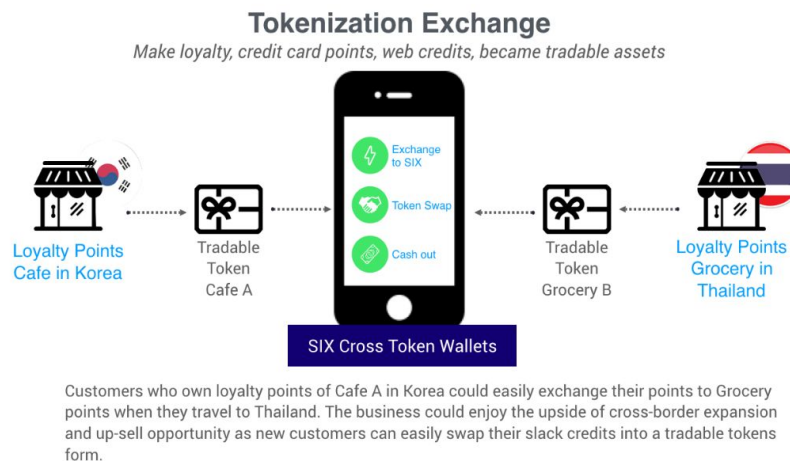 Tokenization Exchange
Make loyalty, credit card points, web credits, became tradable assets
Exchange
to SIX
Token Swap
Cash out
Loyalty Points
Cafe in Korea
Tradable
Token
Cafe A
Tradable
Token
Grocery B
Loyalty Points
Grocery in
Thailand
SIX Cross Token Wallets
Customers who own loyalty points of Cafe A in Korea could easily exchange their points to Grocery
points when they travel to Thailand. The business could enjoy the upside of cross-border expansion
and up-sell opportunity as new customers can easily swap their slack credits into a tradable tokens
form.